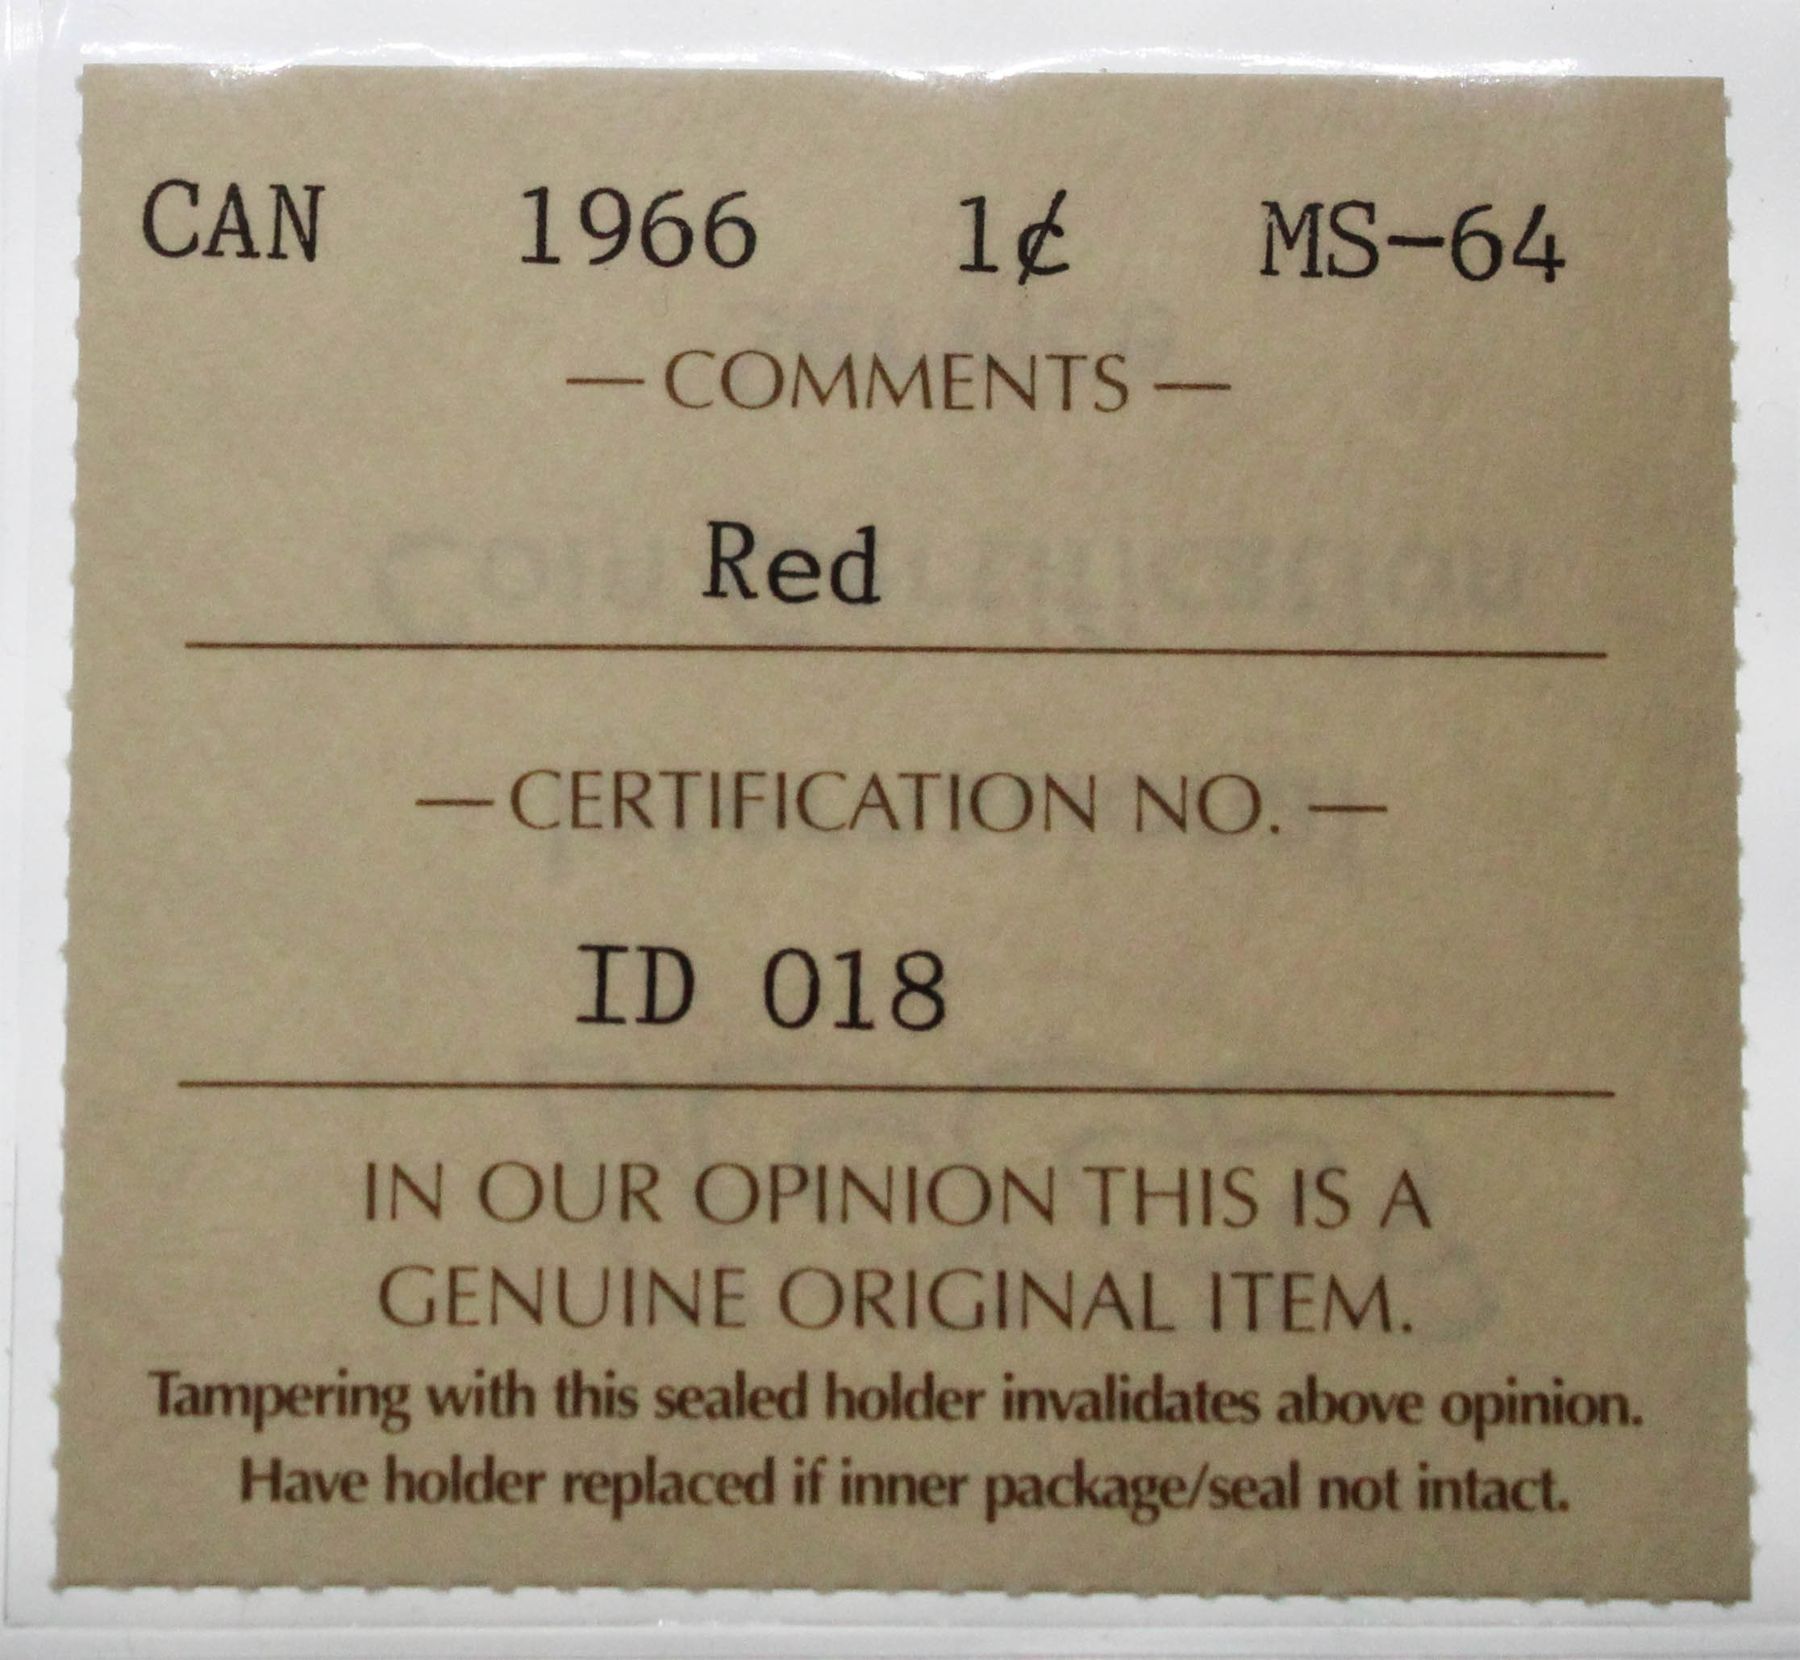 CAN 1966 1¢ MS-64
— COMMENTS —
Red
— CERTIFICATION NO. —
ID 018
IN OUR OPINION THIS IS A
GENUINE ORIGINAL ITEM.
Tampering with this sealed holder invalidates above opinion.
Have holder replaced if inner package/seal not intact.